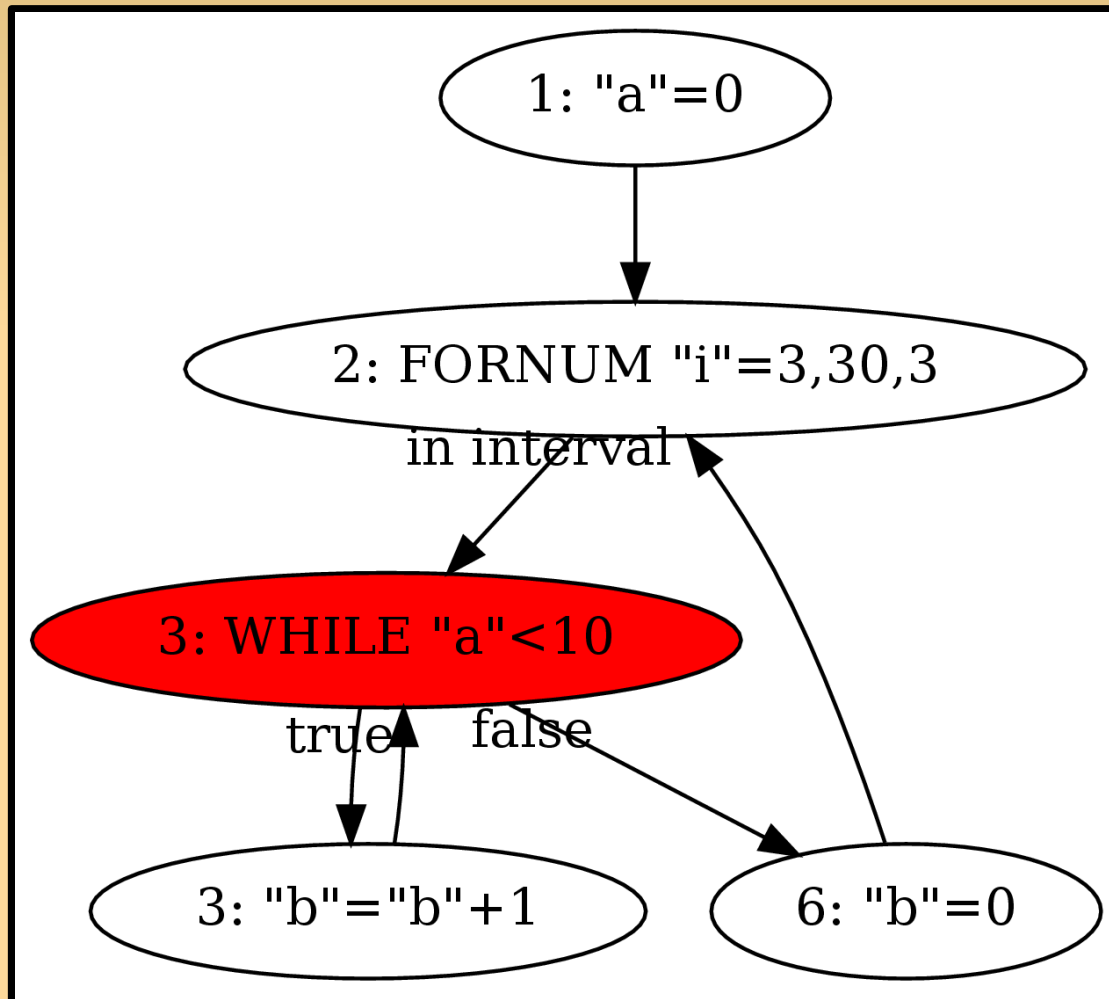 1: "a"=0
2: FORNUM "i"=3,30,3
in interval
3: WHILE "a"<10
true
false
3: "b"="b"+1
6: "b"=0